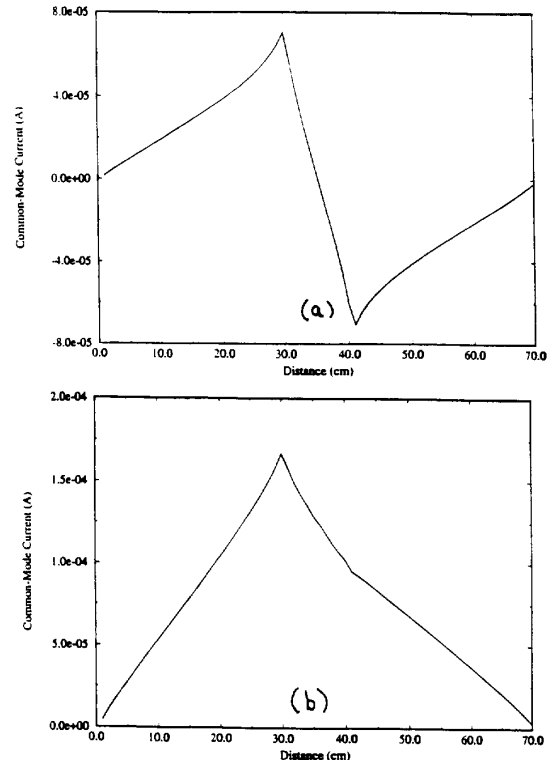 8.0e-05
4.0e-05
0.0e+00
-4.0e-05
-8.0e-05
Common-Mode Current (A)
(a)
0.0 10.0 20.0 30.0 40.0 50.0 60.0 70.0
Distance (cm)
2.0e-04
1.5e-04
1.0e-04
5.0e-05
0.0e+00
Common-Mode Current (A)
(b)
0.0 10.0 20.0 30.0 40.0 50.0 60.0 70.0
Distance (cm)